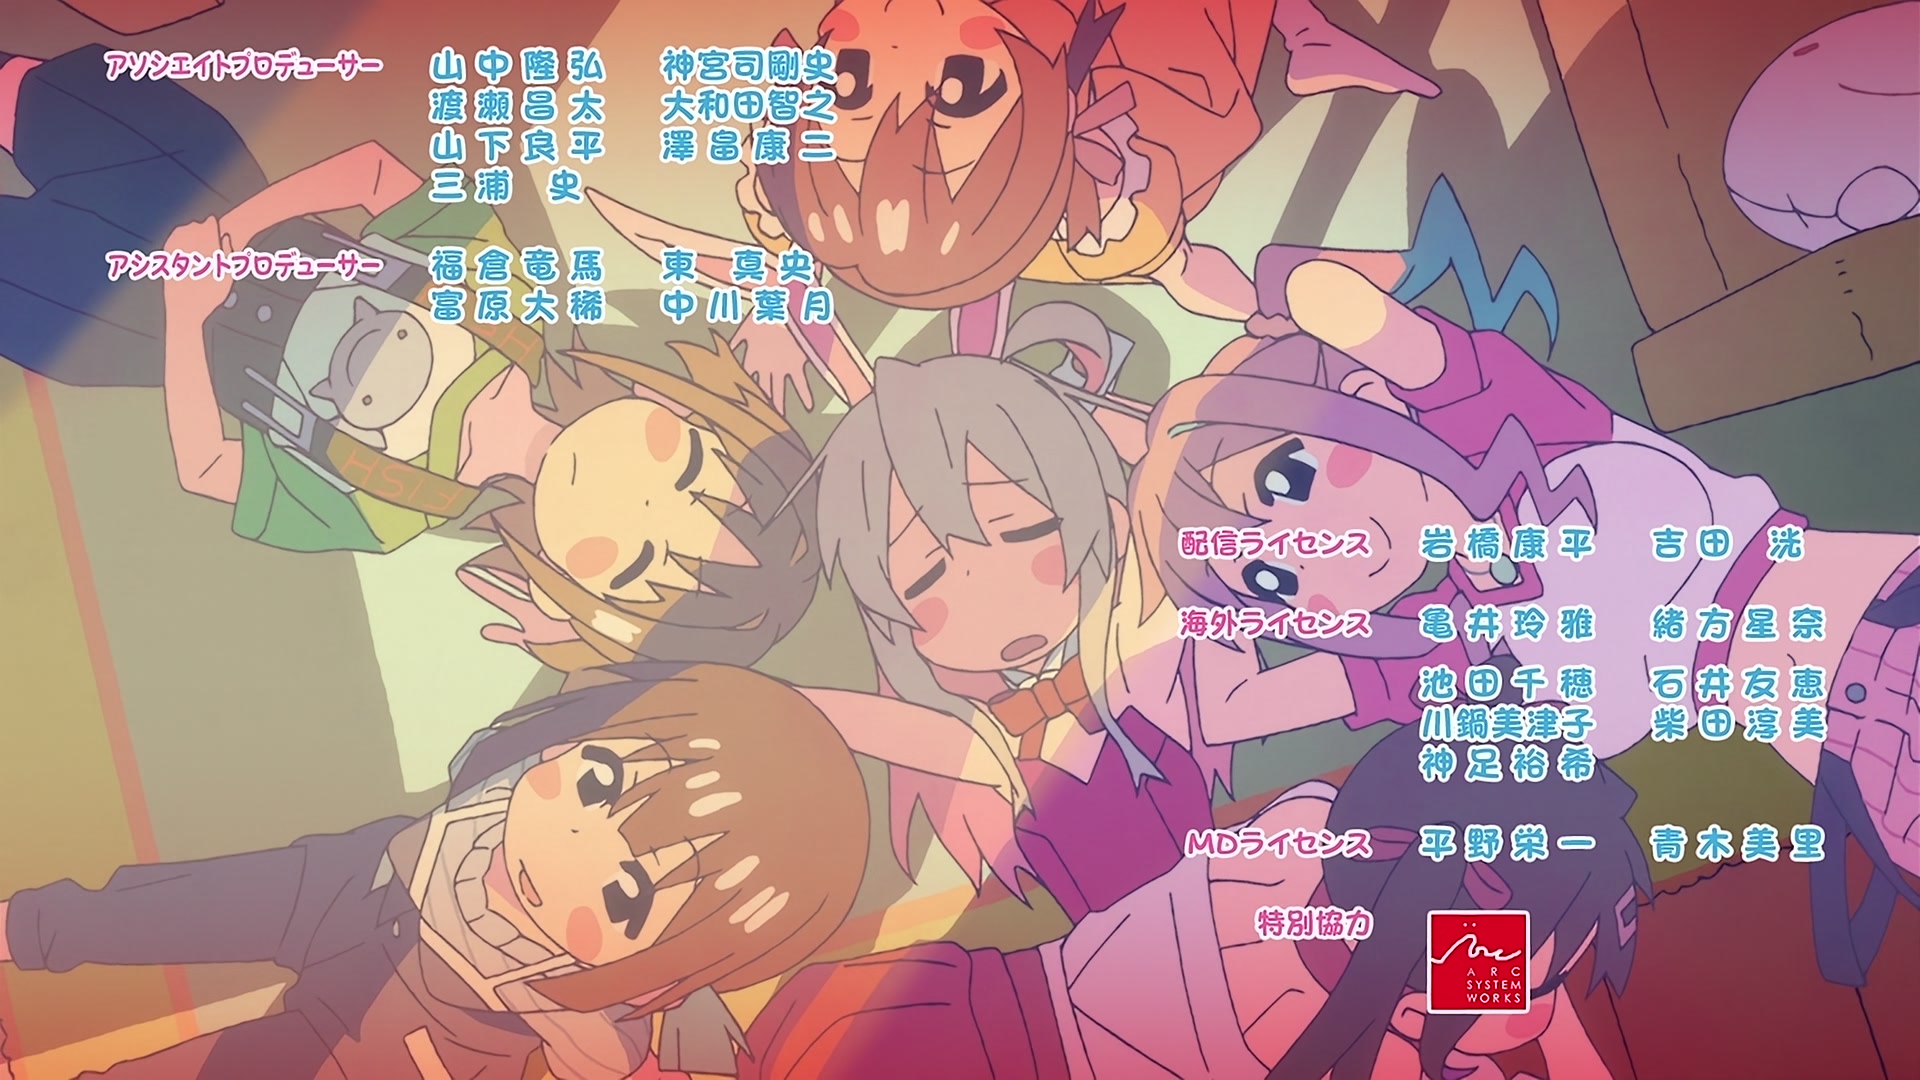 アソシエイトプロデューサー 山中隆弘 神宮司剛史
渡瀬昌太 大和田智之
山下良平 澤畠康二
三浦 史
アシスタントプロデューサー 福倉竜馬 東 真央
富原大稀 中川葉月
FISH
配信ライセンス 岩橋康平 吉田 洸
海外ライセンス 亀井玲雅 緒方星奈
池田千穂 石井友恵
川鍋美津子 柴田淳美
神足裕希
MDライセンス 平野栄一 青木美里
特別協力
ARC
SYSTEM
WORKS